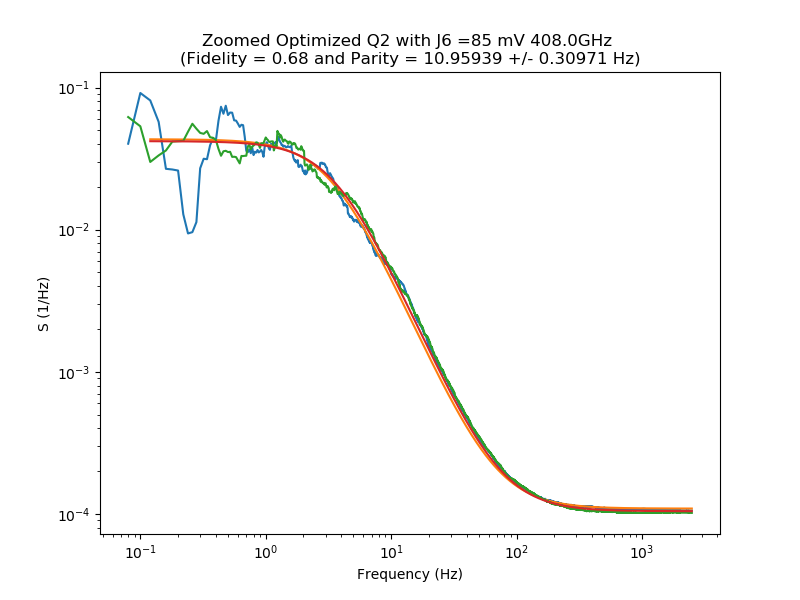 Zoomed Optimized Q2 with J6 =85 mV 408.0GHz
(Fidelity = 0.68 and Parity = 10.95939 +/- 0.30971 Hz)
10⁻¹
10⁻²
10⁻³
10⁻⁴
S (1/Hz)
10⁻¹ 10⁰ 10¹ 10² 10³
Frequency (Hz)